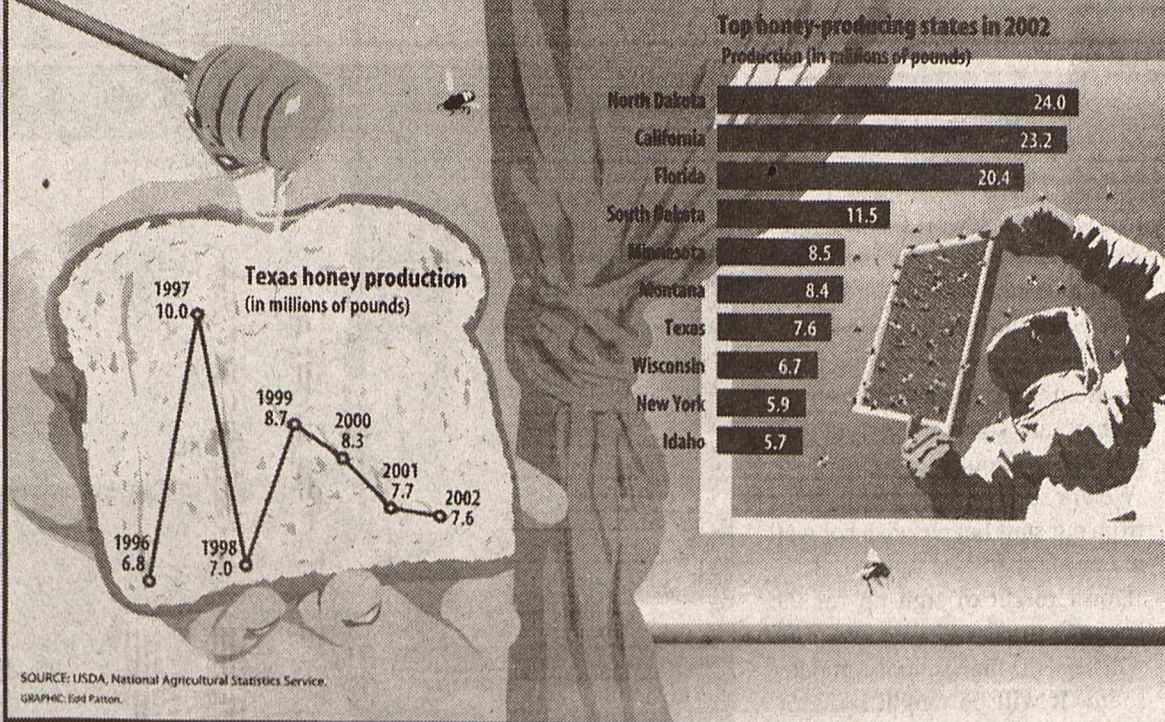 Texas honey production
(in millions of pounds)
1997
10.0
1999
8.7
2000
8.3
2001
7.7
2002
7.6
1996
6.8
1998
7.0
SOURCE: USDA, National Agricultural Statistics Service.
GRAPHIC: Edd Patton.
Top honey-producing states in 2002
Production (in millions of pounds)
North Dakota 24.0
California 23.2
Florida 20.4
South Dakota 11.5
Minnesota 8.5
Montana 8.4
Texas 7.6
Wisconsin 6.7
New York 5.9
Idaho 5.7